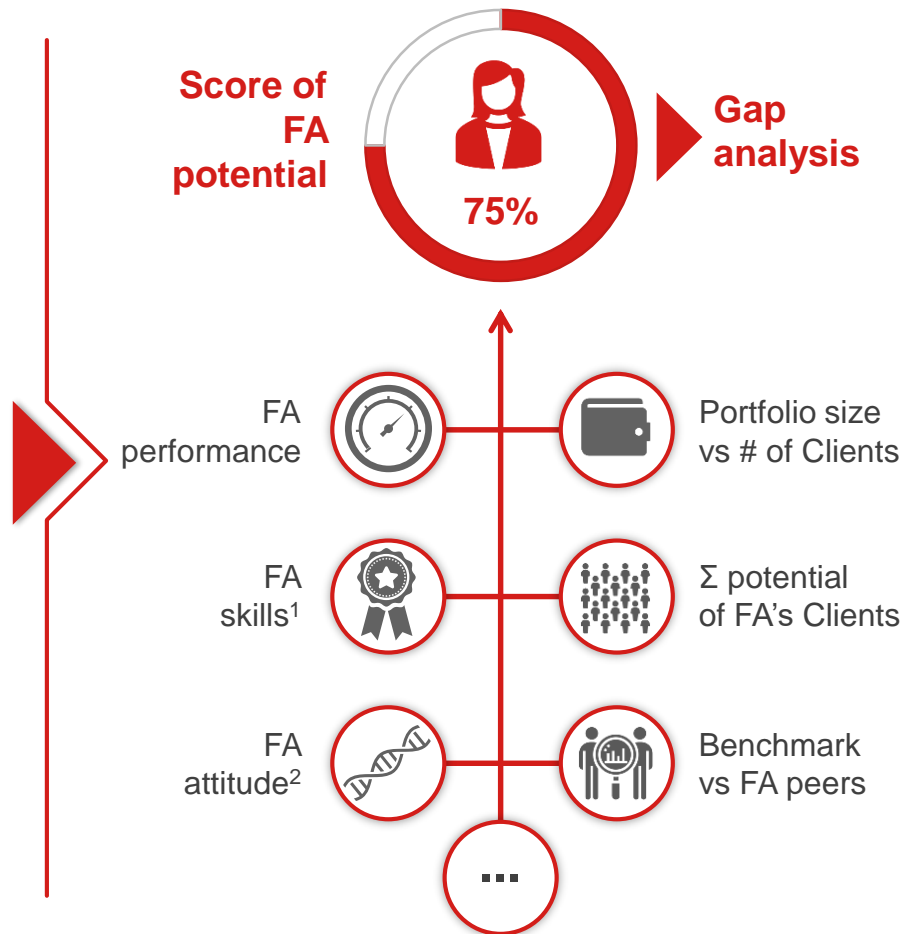 Score of
FA
potential
75%
Gap
analysis
FA
performance
Portfolio size
vs # of Clients
FA
skills¹
Σ potential
of FA's Clients
FA
attitude²
Benchmark
vs FA peers
...